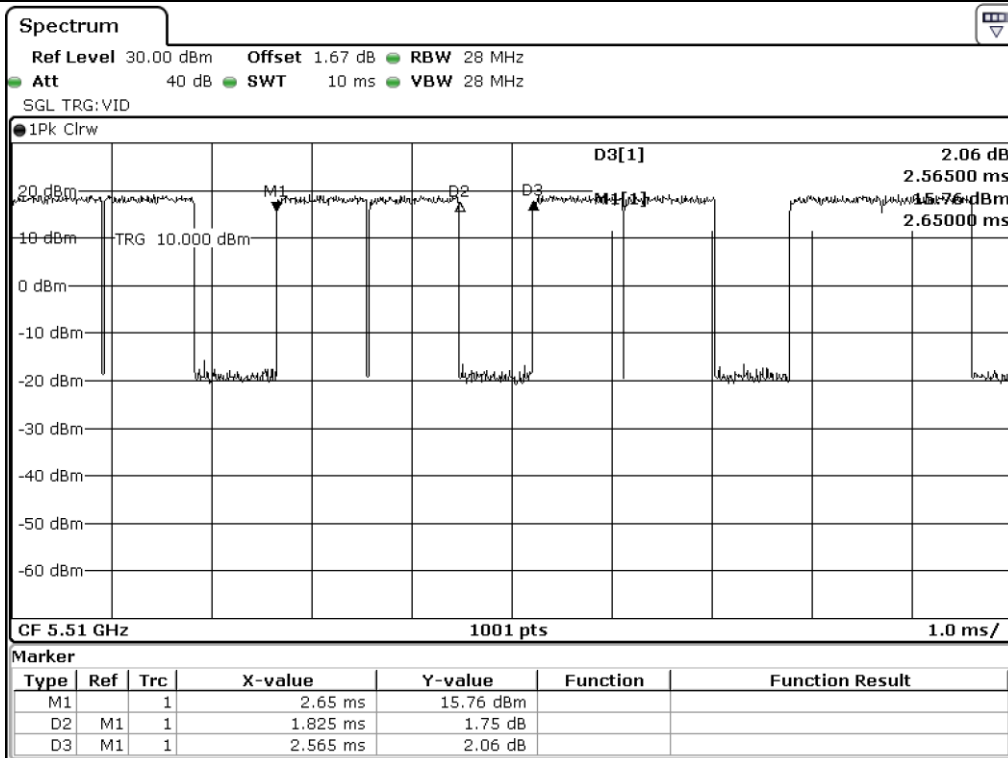 Spectrum
Ref Level 30.00 dBm Offset 1.67 dB RBW 28 MHz
Att 40 dB SWT 10 ms VBW 28 MHz
SGL TRG:VID
1Pk Clrw
D3[1] 2.06 dB
2.56500 ms
M1[1] 15.76 dBm
2.65000 ms
20 dBm
M1 D2 D3
10 dBm
TRG 10.000 dBm
0 dBm
-10 dBm
-20 dBm
-30 dBm
-40 dBm
-50 dBm
-60 dBm
CF 5.51 GHz 1001 pts 1.0 ms/
Marker
Type Ref Trc X-value Y-value Function Function Result
M1 1 2.65 ms 15.76 dBm
D2 M1 1 1.825 ms 1.75 dB
D3 M1 1 2.565 ms 2.06 dB